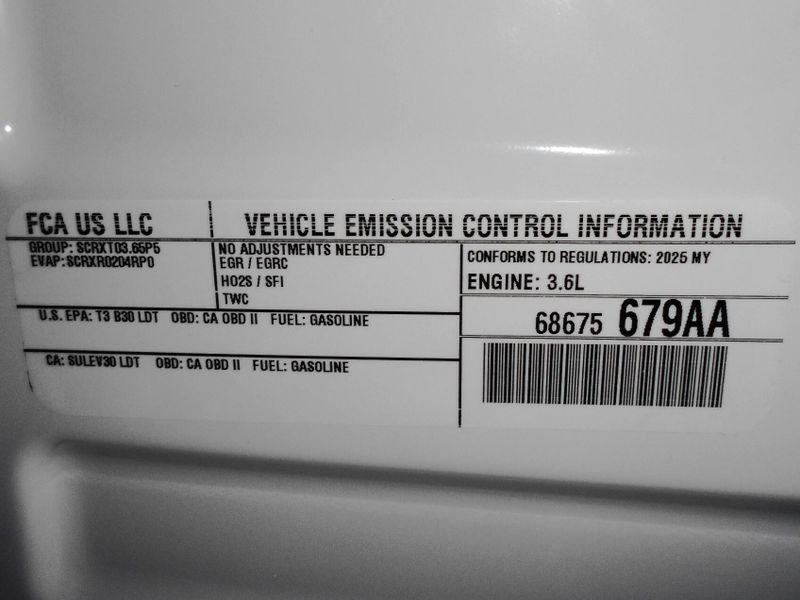 FCA US LLC
VEHICLE EMISSION CONTROL INFORMATION
GROUP: SCRXT03.65P5
EVAP: SCRXR0204RP0
NO ADJUSTMENTS NEEDED
EGR / EGRC
HO2S / SFI
TWC
CONFORMS TO REGULATIONS: 2025 MY
ENGINE: 3.6L
U.S. EPA: T3 B30 LDT OBD: CA OBD II FUEL: GASOLINE
68675 679AA
CA: SULEV30 LDT OBD: CA OBD II FUEL: GASOLINE